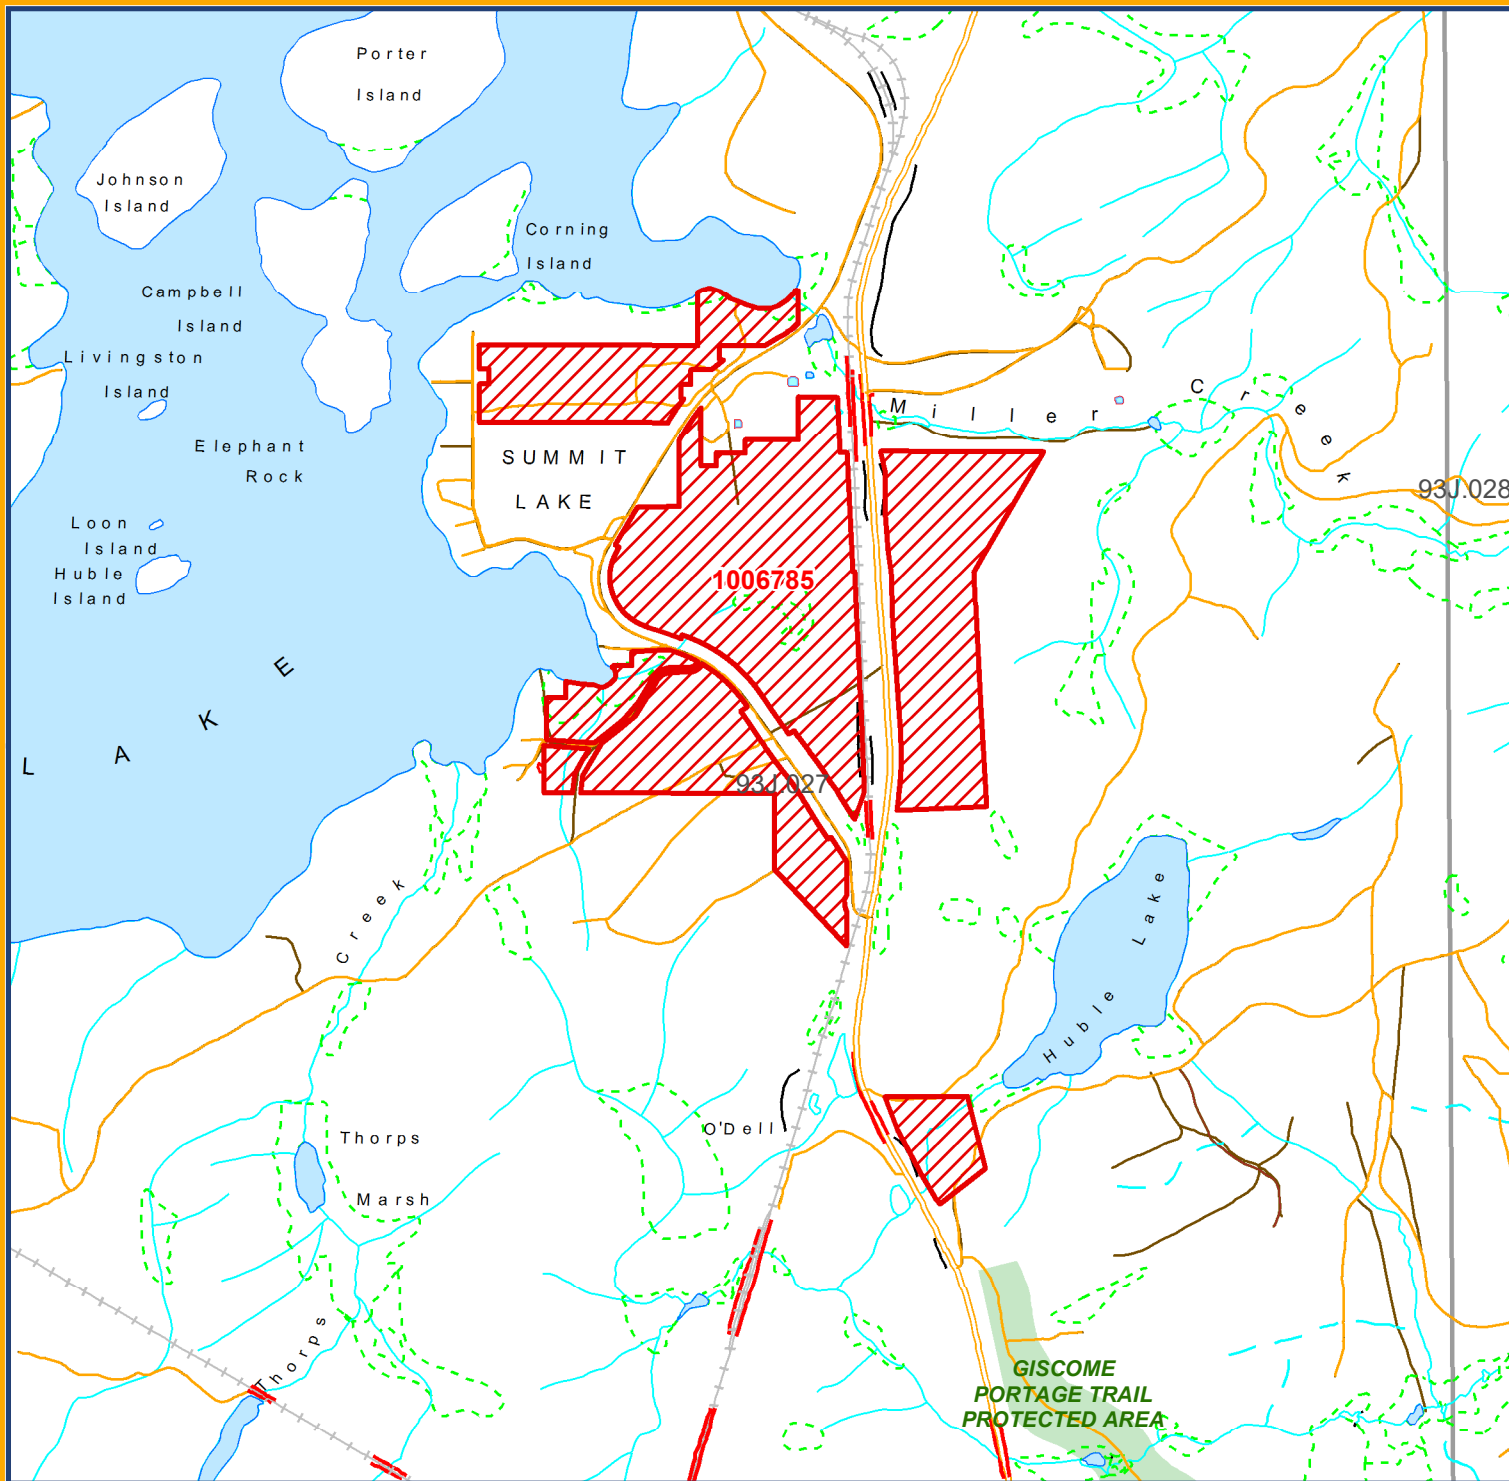 Porter
Island
Johnson
Island
Corning
Island
Campbell
Island
Livingston
Island
Elephant
Rock
SUMMIT
LAKE
Miller Creek
93J.028
Loon
Island
Huble
Island
1006785
LAKE
93J.027
Creek
Huble Lake
O'Dell
Thorps
Marsh
Thorps
GISCOME
PORTAGE TRAIL
PROTECTED AREA